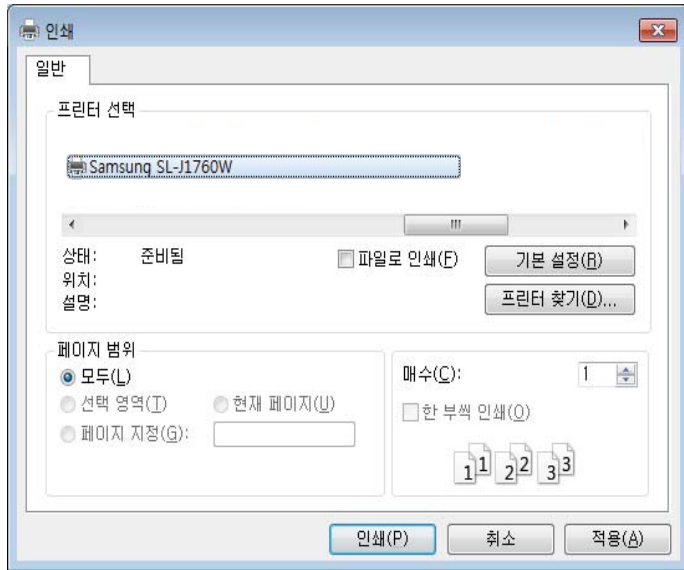 인쇄
일반
프린터 선택
Samsung SL-J1760W
상태: 준비됨
위치:
설명:
파일로 인쇄(F)
기본 설정(R)
프린터 찾기(D)...
페이지 범위
모두(L)
선택 영역(T) 현재 페이지(U)
페이지 지정(G):
매수(C): 1
한 부씩 인쇄(O)
1 1 2 2 3 3
인쇄(P) 취소 적용(A)